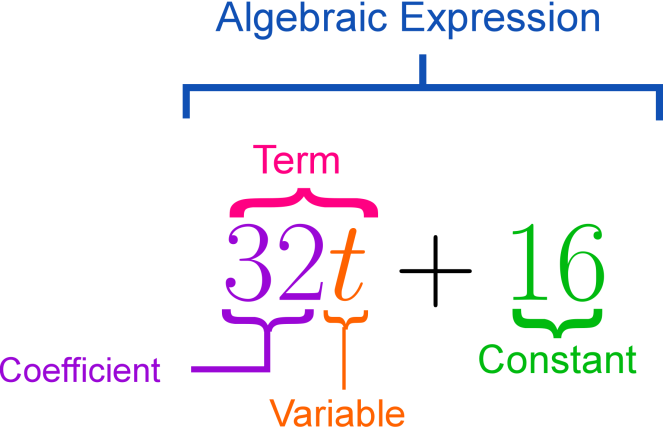 Algebraic Expression
Term
32t + 16
Coefficient
Constant
Variable